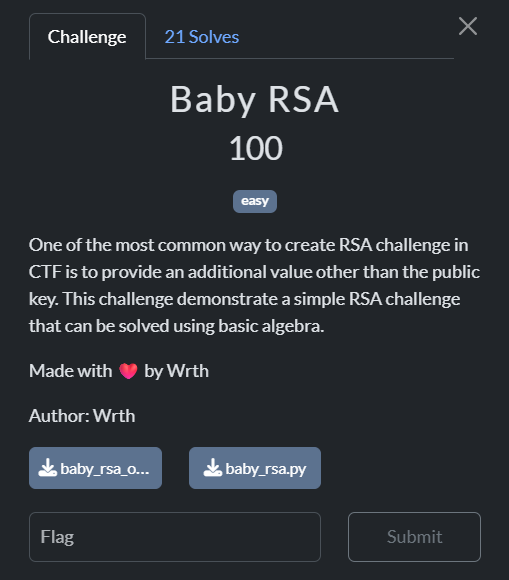 Challenge
21 Solves
Baby RSA
100
easy
One of the most common way to create RSA challenge in
CTF is to provide an additional value other than the public
key. This challenge demonstrate a simple RSA challenge
that can be solved using basic algebra.
Made with ❤️ by Wrth
Author: Wrth
baby_rsa_o...
baby_rsa.py
Flag
Submit